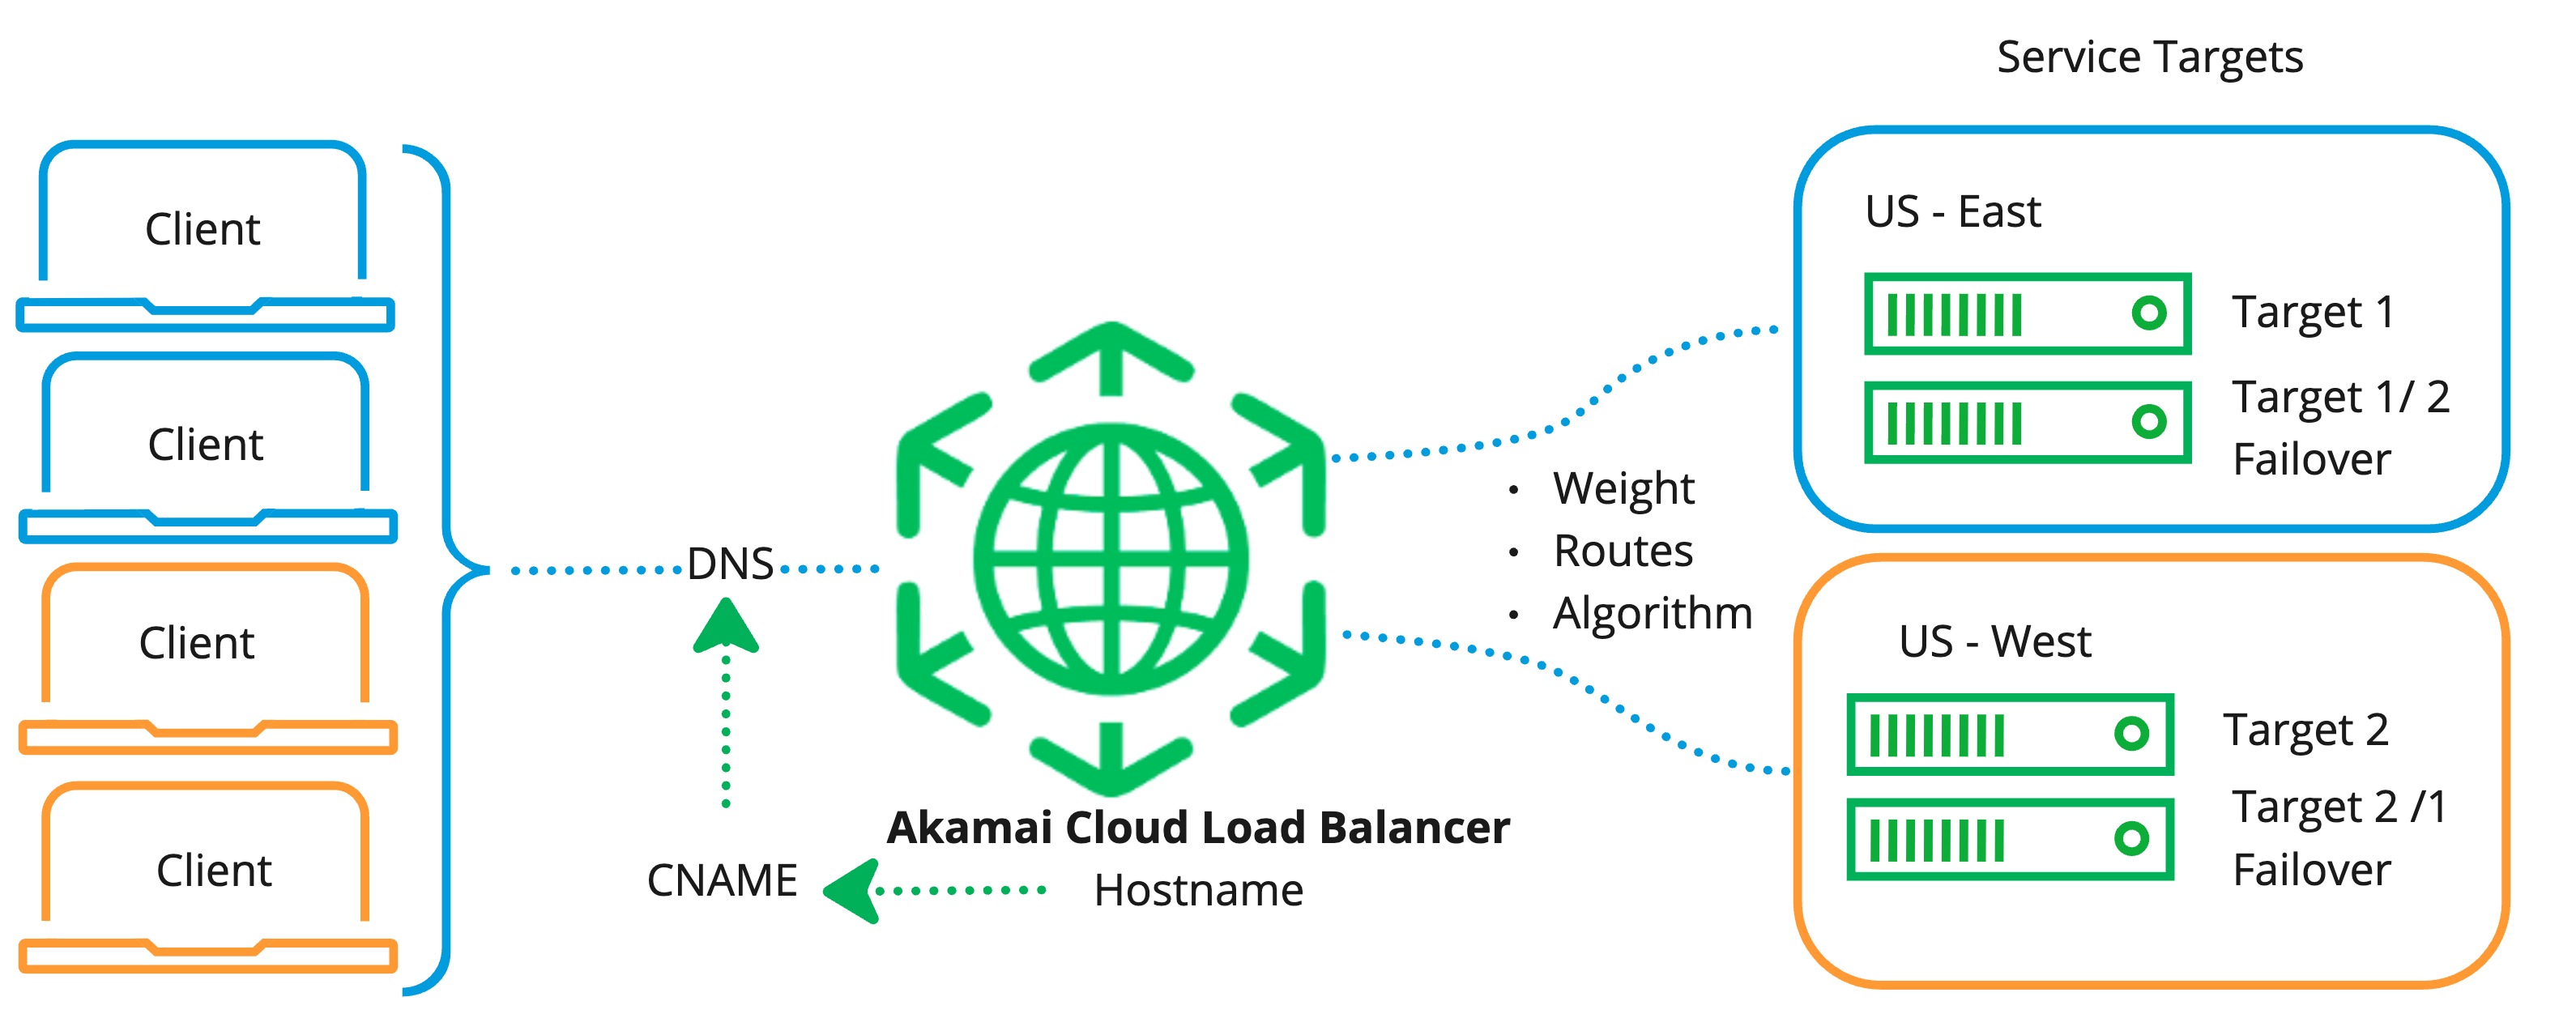 Service Targets
Client
Client
Client
Client
DNS
CNAME
Akamai Cloud Load Balancer
Hostname
• Weight
• Routes
• Algorithm
US - East
Target 1
Target 1/ 2
Failover
US - West
Target 2
Target 2 /1
Failover